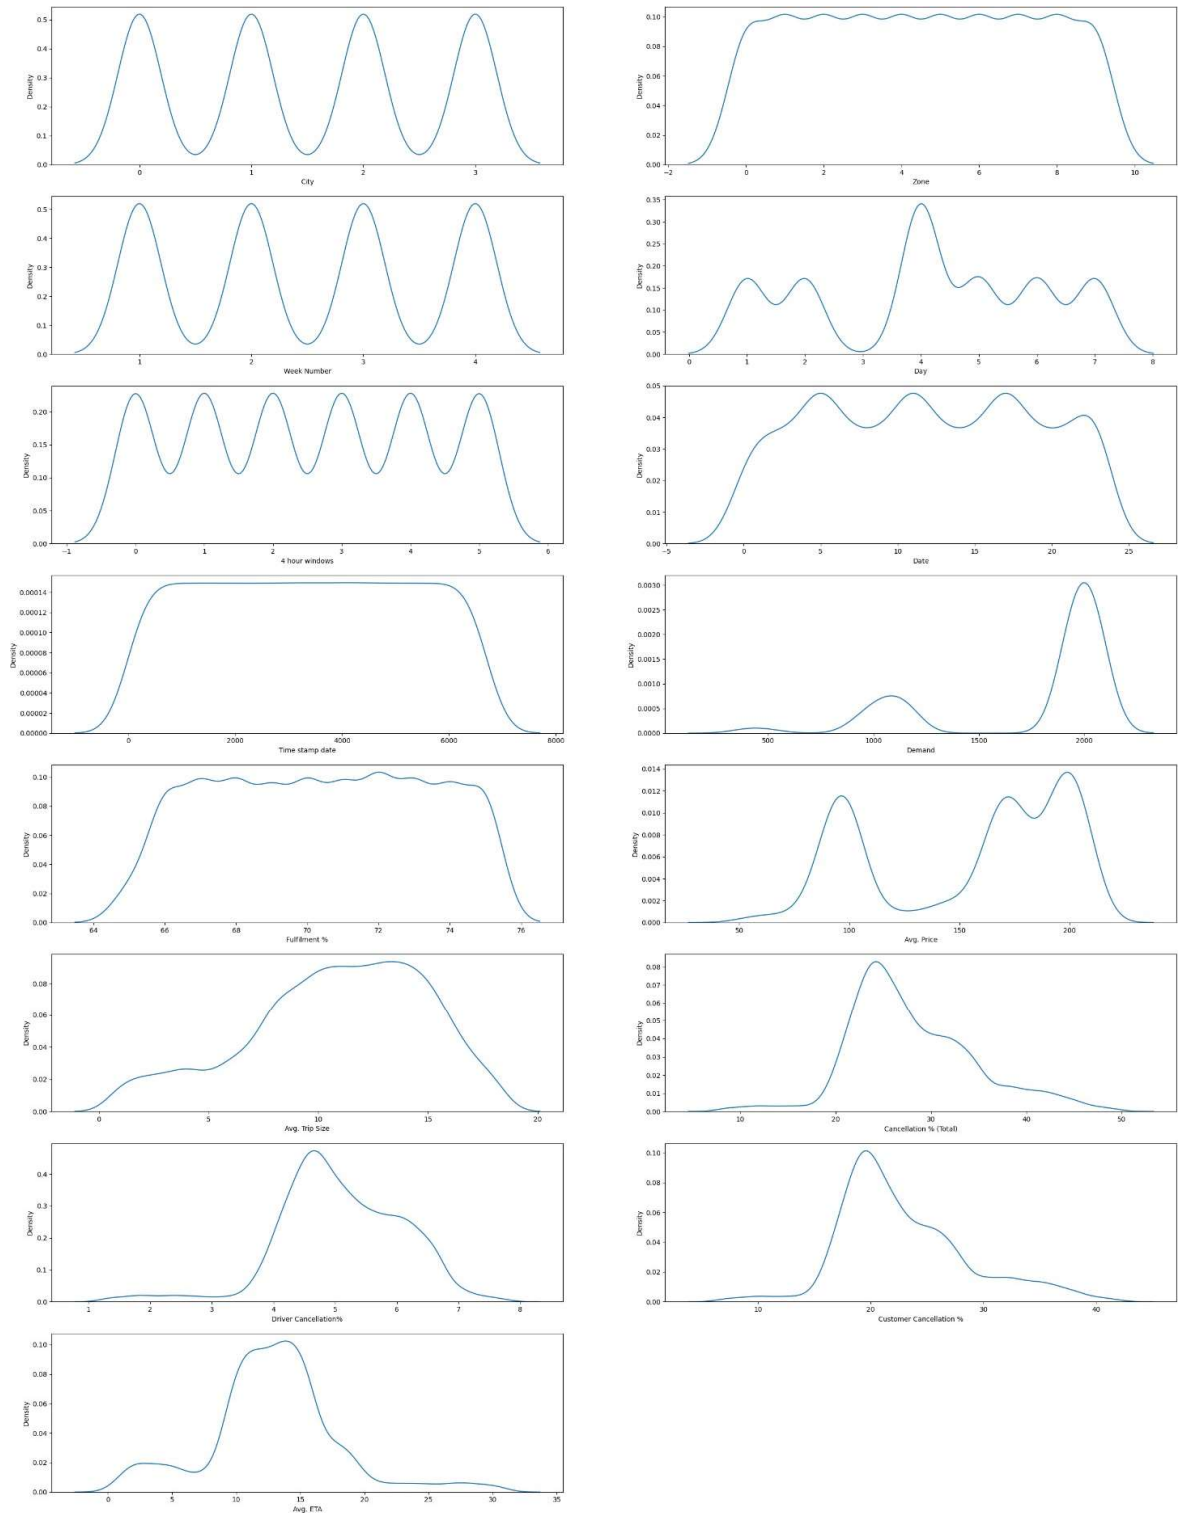 0.5
0.4
0.3
0.2
0.1
0.0
Density
0 1 2 3
City
0.10
0.08
0.06
0.04
0.02
0.00
Density
−2 0 2 4 6 8 10
Zone
0.5
0.4
0.3
0.2
0.1
0.0
Density
1 2 3 4
Week Number
0.35
0.30
0.25
0.20
0.15
0.10
0.05
0.00
Density
0 1 2 3 4 5 6 7 8
Day
0.20
0.15
0.10
0.05
0.00
Density
−1 0 1 2 3 4 5 6
4 hour windows
0.05
0.04
0.03
0.02
0.01
0.00
Density
−5 0 5 10 15 20 25
Date
0.00014
0.00012
0.00010
0.00008
0.00006
0.00004
0.00002
0.00000
Density
0 2000 4000 6000 8000
Time stamp date
0.0030
0.0025
0.0020
0.0015
0.0010
0.0005
0.0000
Density
500 1000 1500 2000
Demand
0.10
0.08
0.06
0.04
0.02
0.00
Density
64 66 68 70 72 74 76
Fulfilment %
0.014
0.012
0.010
0.008
0.006
0.004
0.002
0.000
Density
50 100 150 200
Avg. Price
0.08
0.06
0.04
0.02
0.00
Density
0 5 10 15 20
Avg. Trip Size
0.08
0.07
0.06
0.05
0.04
0.03
0.02
0.01
0.00
Density
10 20 30 40 50
Cancellation % (Total)
0.4
0.3
0.2
0.1
0.0
Density
1 2 3 4 5 6 7 8
Driver Cancellation%
0.10
0.08
0.06
0.04
0.02
0.00
Density
10 20 30 40
Customer Cancellation %
0.10
0.08
0.06
0.04
0.02
0.00
Density
0 5 10 15 20 25 30 35
Avg. ETA